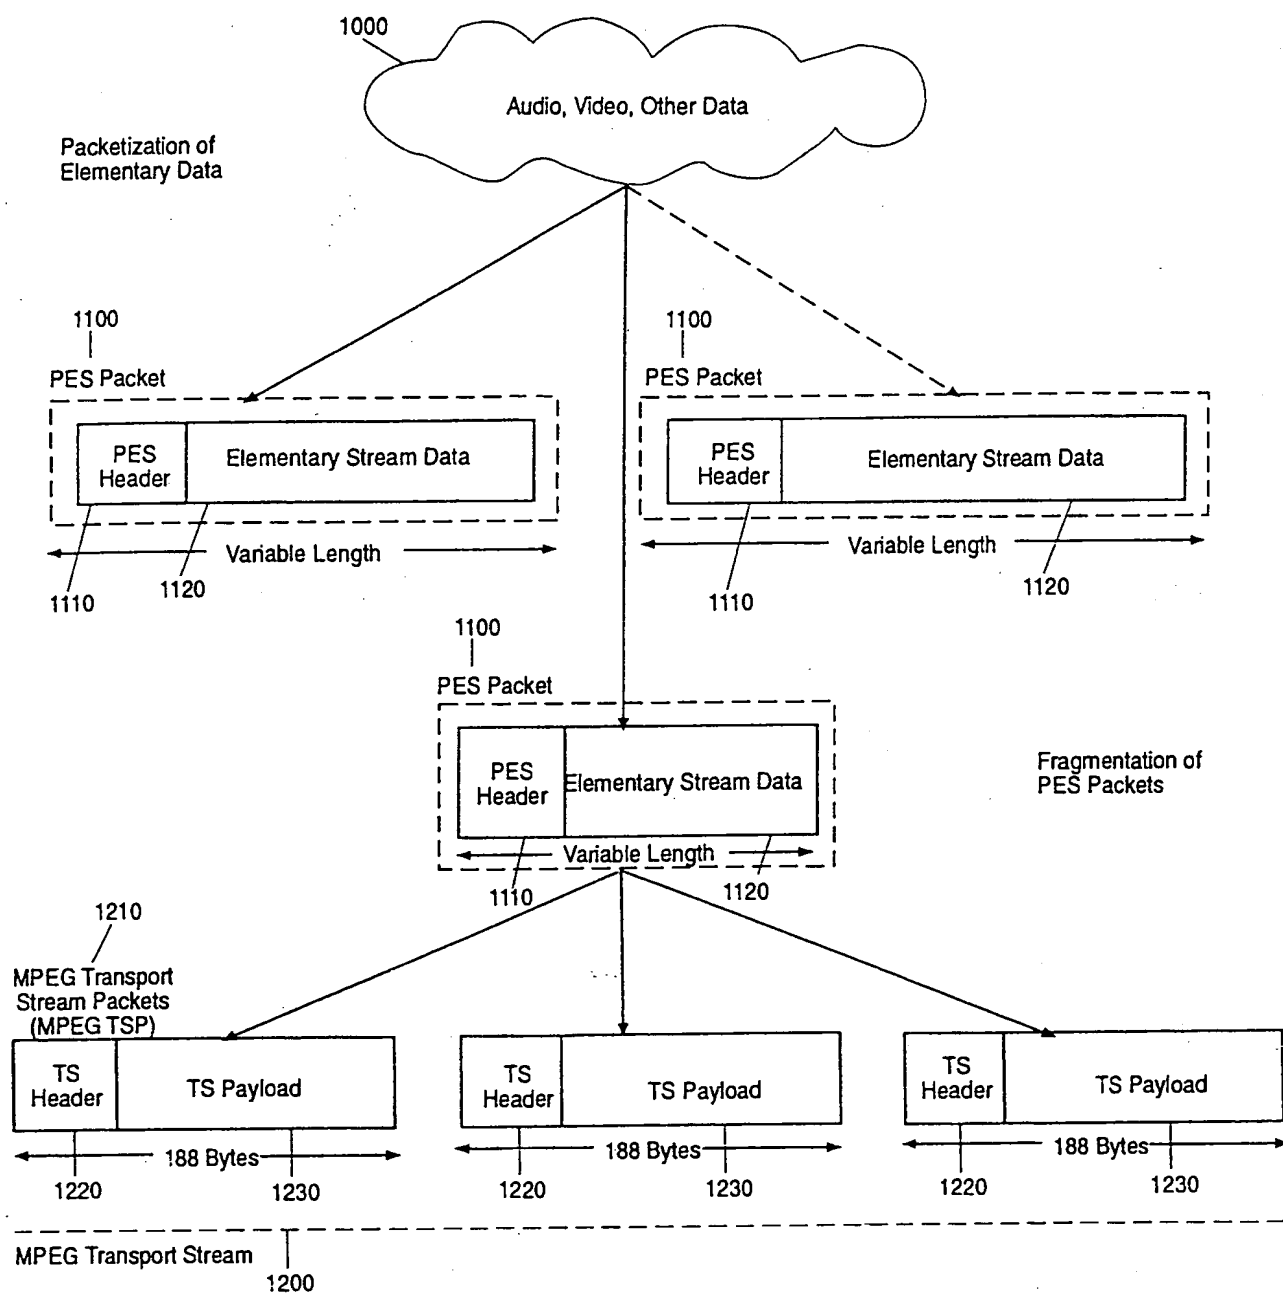 1000
Audio, Video, Other Data
Packetization of
Elementary Data
1100
PES Packet
PES
Header
Elementary Stream Data
Variable Length
1110
1120
1100
PES Packet
PES
Header
Elementary Stream Data
Variable Length
1110
1120
1100
PES Packet
PES
Header
Elementary Stream Data
Variable Length
1110
1120
Fragmentation of
PES Packets
1210
MPEG Transport
Stream Packets
(MPEG TSP)
TS
Header
TS Payload
188 Bytes
1220
1230
TS
Header
TS Payload
188 Bytes
1220
1230
TS
Header
TS Payload
188 Bytes
1220
1230
MPEG Transport Stream
1200